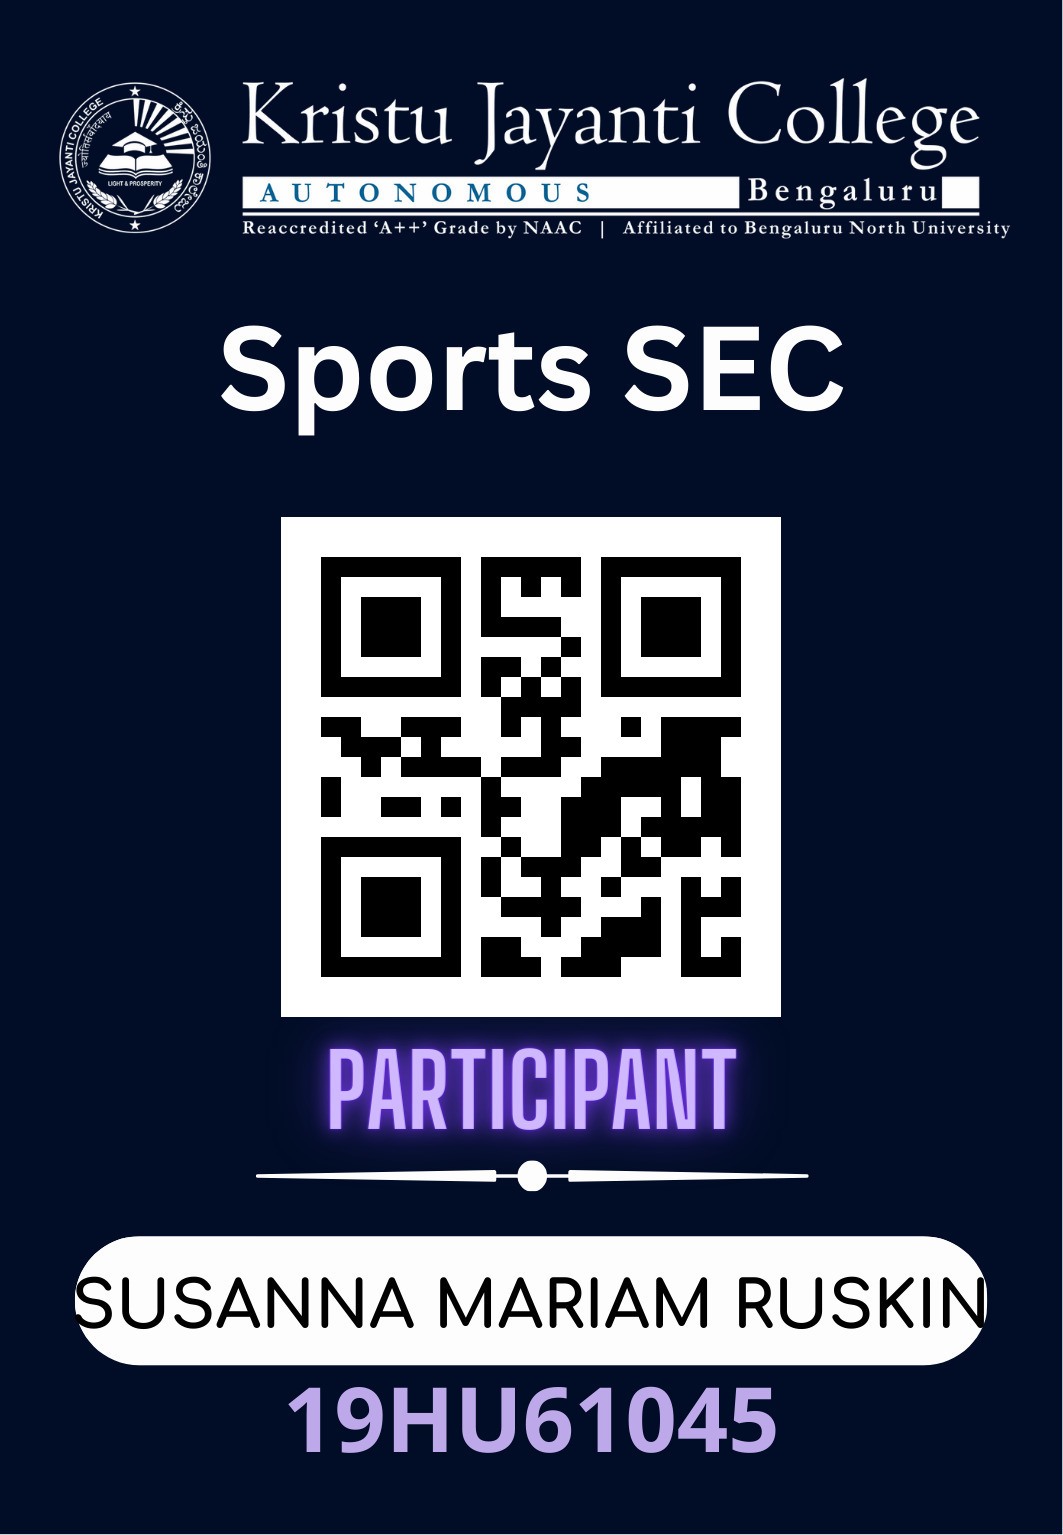 Kristu Jayanti College
AUTONOMOUS Bengaluru
Reaccredited ‘A++’ Grade by NAAC | Affiliated to Bengaluru North University
KRISTU JAYANTI COLLEGE
LIGHT & PROSPERITY
Sports SEC
PARTICIPANT
SUSANNA MARIAM RUSKIN
19HU61045